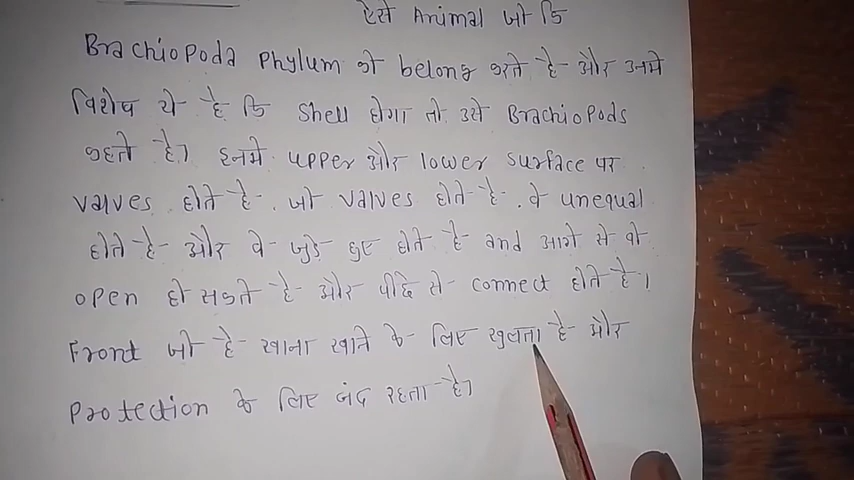 ऐसे Animal जो कि
Brachiopoda Phylum को belong करते है और उनमे
विशेष ये है कि Shell होगा तो उसे Brachiopods
कहते है। इनमे upper और lower surface पर
valves होते है. जो valves होते है. वे unequal
होते है और वे जुड़े हुए होते है and आगे से वो
open हो सकते है और पीछे से connect होते है।
Front जो है खाना खाने के लिए खुलता है और
Protection के लिए बंद रहता है।